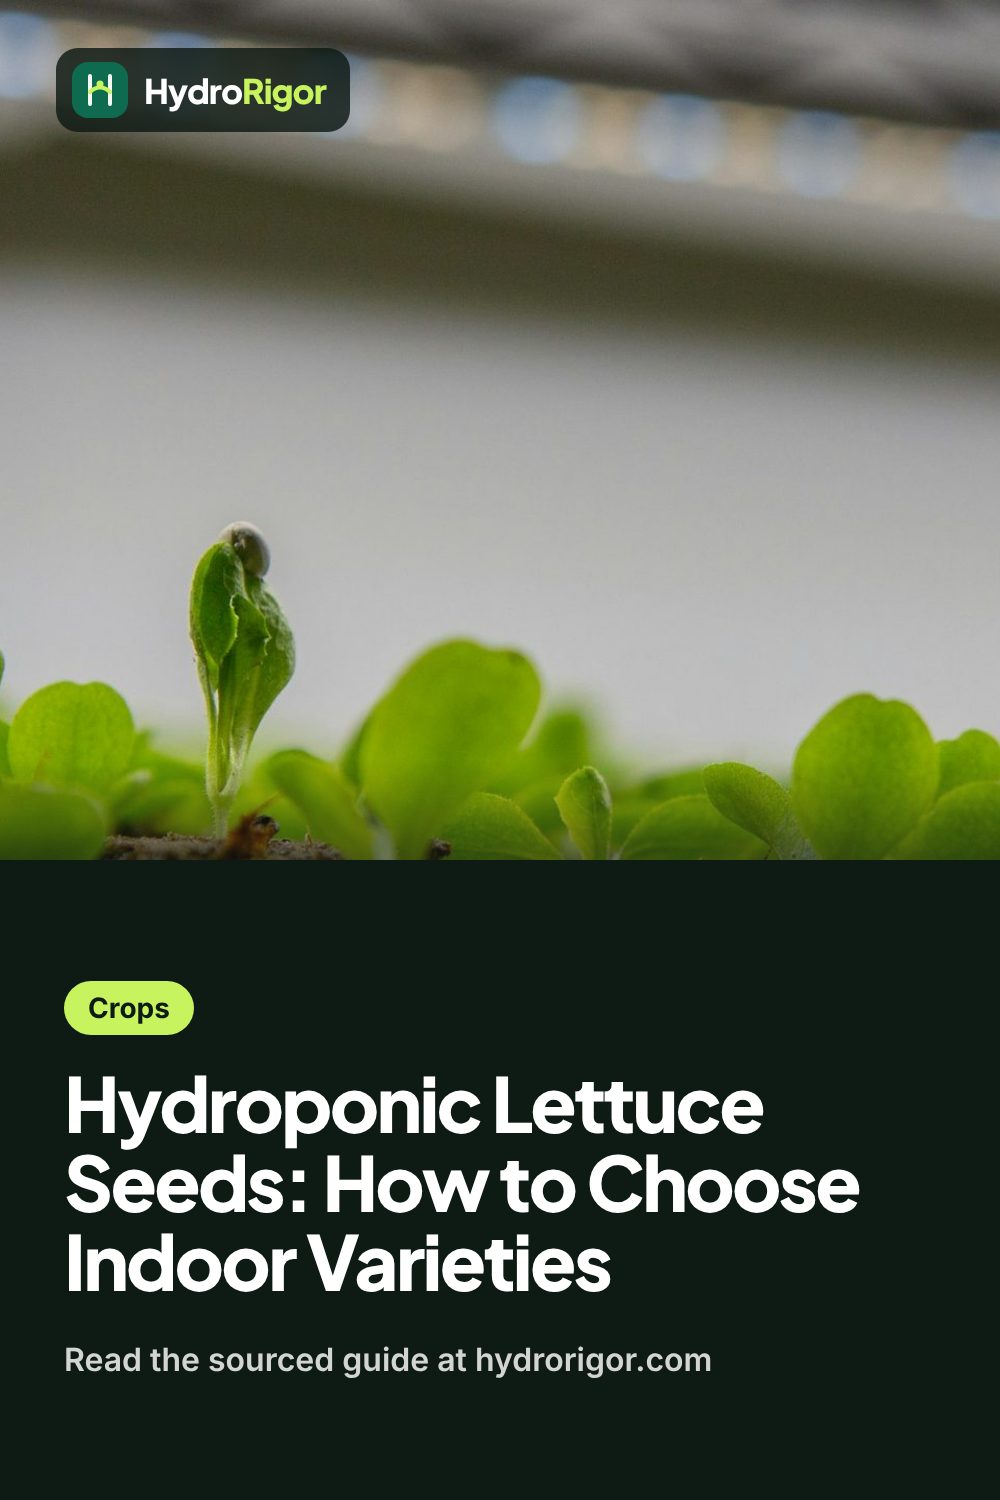 HydroRigor
Crops
Hydroponic Lettuce
Seeds: How to Choose
Indoor Varieties
Read the sourced guide at hydrorigor.com